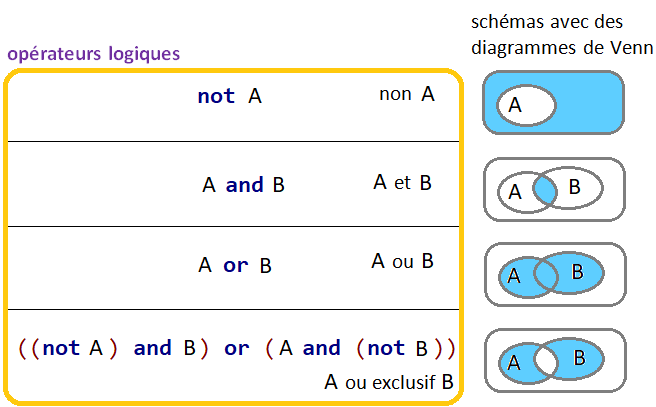 schémas avec des
diagrammes de Venn
opérateurs logiques
not A non A
A
A and B A et B
A B
A or B A ou B
A B
((not A) and B) or (A and (not B))
A ou exclusif B
A B